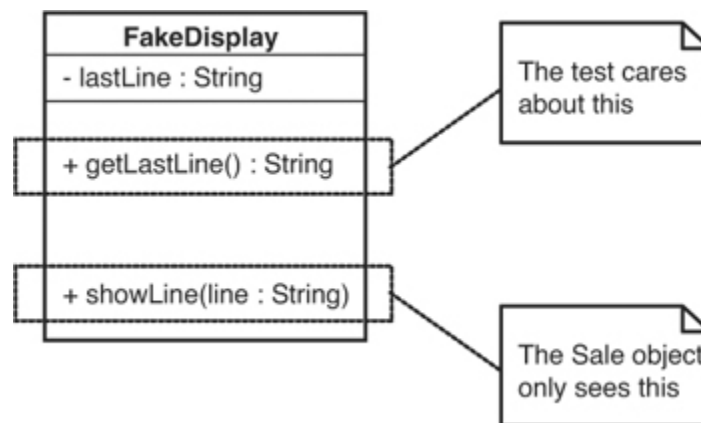 FakeDisplay
- lastLine : String
+ getLastLine() : String
+ showLine(line : String)
The test cares
about this
The Sale object
only sees this